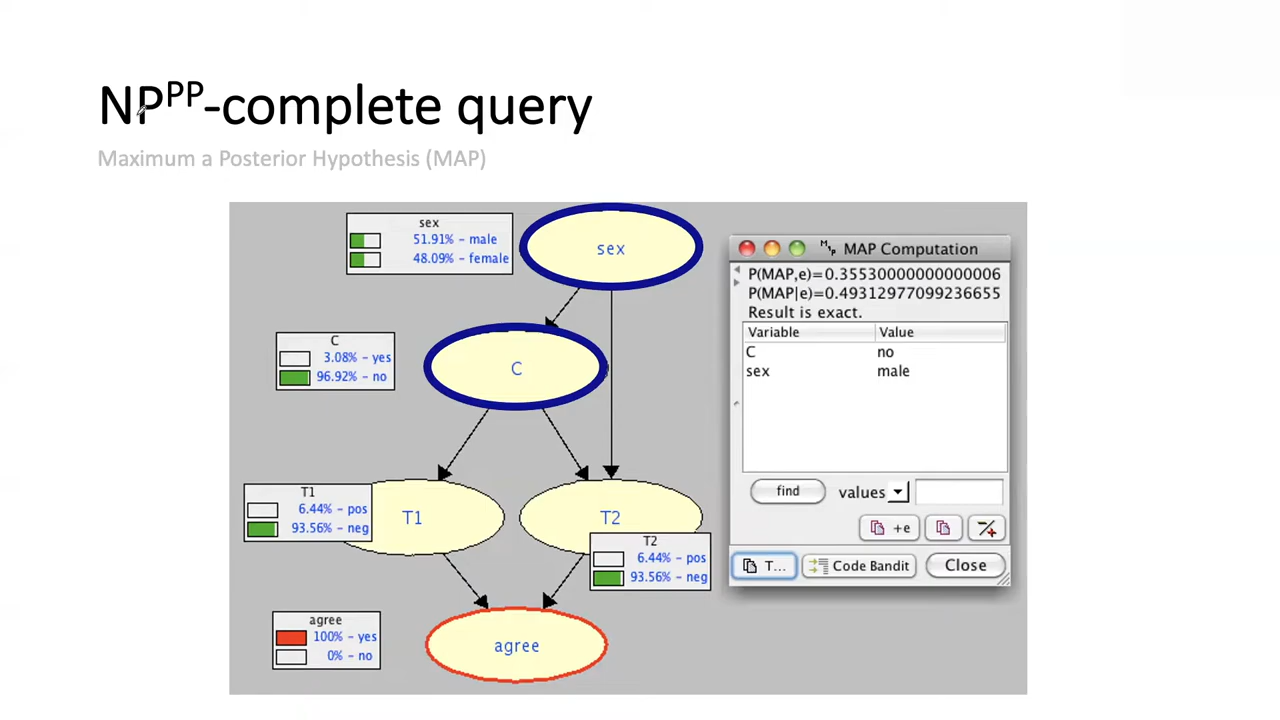 NPPP-complete query
Maximum a Posterior Hypothesis (MAP)
sex
51.91% - male
48.09% - female
sex
MAP Computation
P(MAP,e)=0.35530000000000006
P(MAP|e)=0.49312977099236655
Result is exact.
Variable Value
C no
sex male
find values
+e
T... Code Bandit Close
C
3.08% - yes
96.92% - no
C
T1
6.44% - pos
93.56% - neg
T1
T2
T2
6.44% - pos
93.56% - neg
agree
100% - yes
0% - no
agree